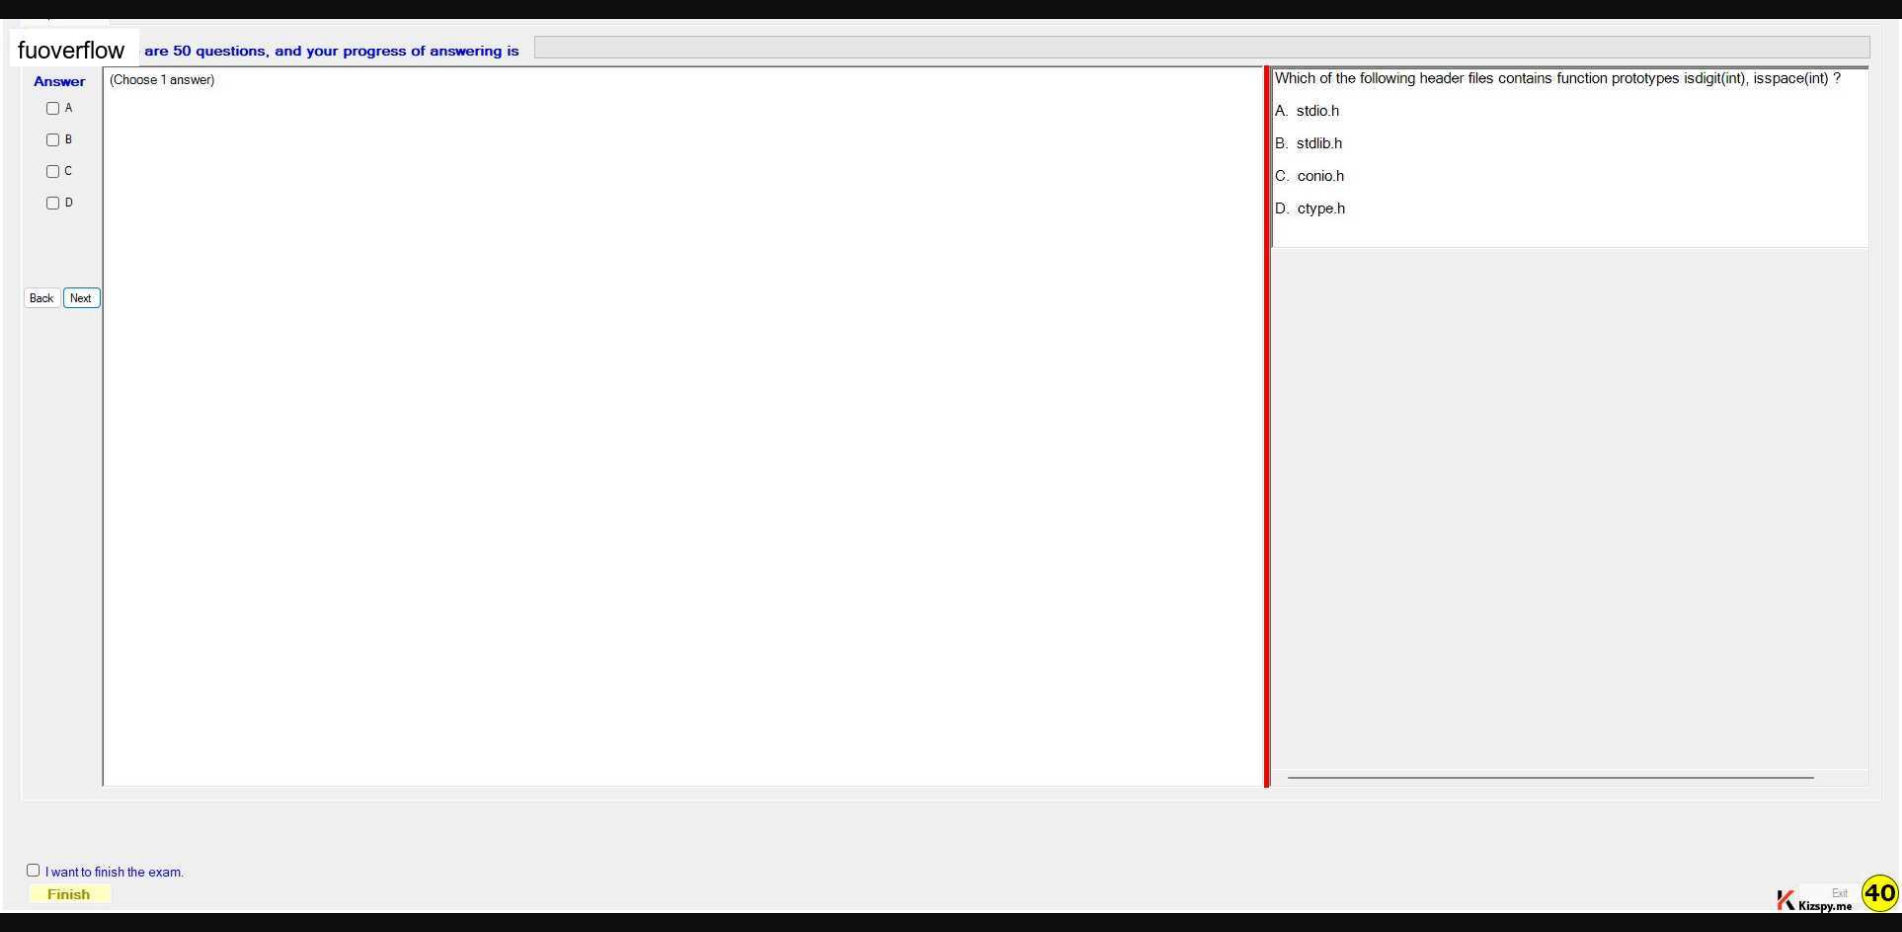 fuoverflow are 50 questions, and your progress of answering is
Answer
(Choose 1 answer)
A
B
C
D
Back Next
Which of the following header files contains function prototypes isdigit(int), isspace(int) ?
A. stdio.h
B. stdlib.h
C. conio.h
D. ctype.h
I want to finish the exam.
Finish
Exit
Kizspy.me
40